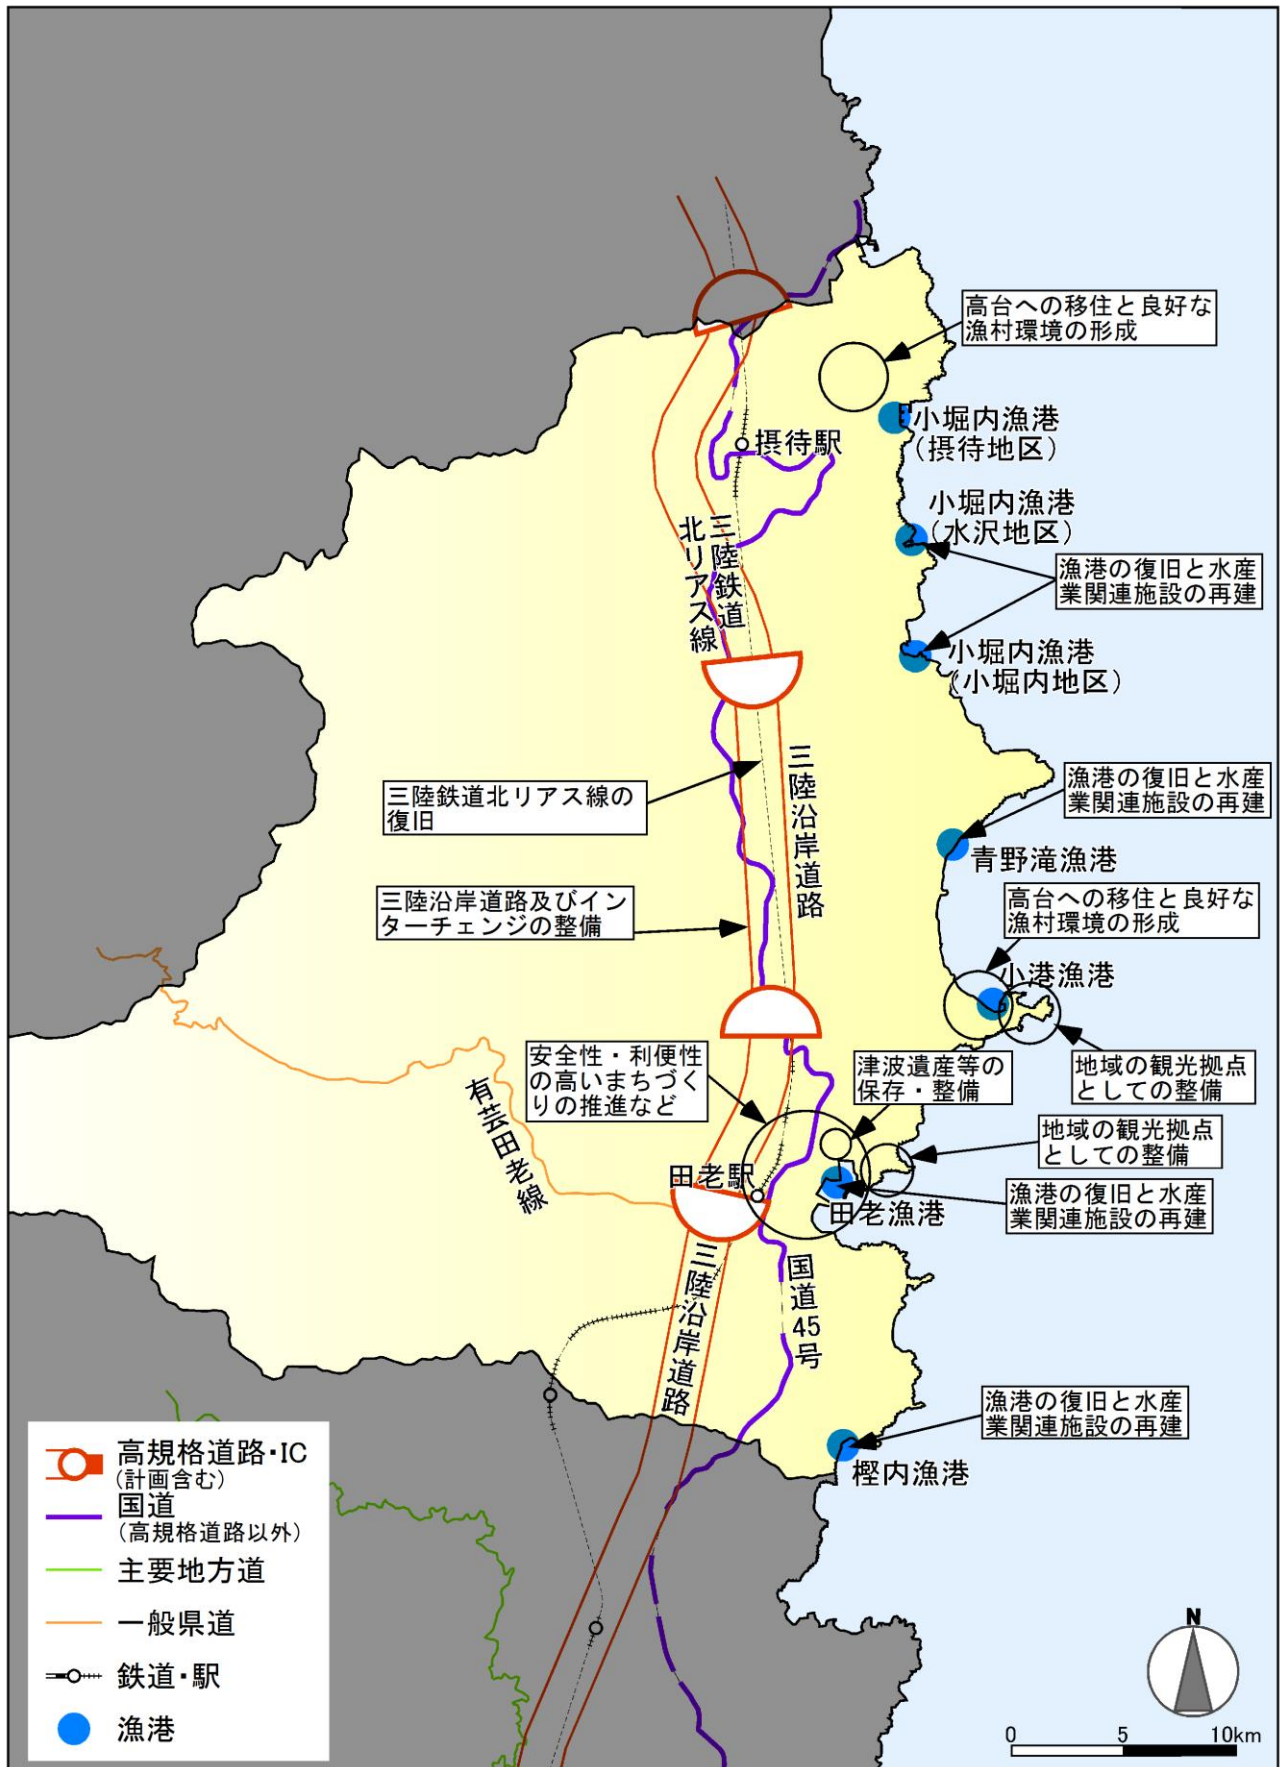 高台への移住と良好な
漁村環境の形成
小堀内漁港
(摂待地区)
摂待駅
小堀内漁港
(水沢地区)
三陸鉄道
北リアス線
漁港の復旧と水産
業関連施設の再建
小堀内漁港
(小堀内地区)
三陸沿岸道路
漁港の復旧と水産
業関連施設の再建
三陸鉄道北リアス線の
復旧
青野滝漁港
高台への移住と良好な
漁村環境の形成
三陸沿岸道路及びイン
ターチェンジの整備
小港漁港
安全性・利便性
の高いまちづく
りの推進など
津波遺産等の
保存・整備
地域の観光拠点
としての整備
有芸田老線
地域の観光拠点
としての整備
田老駅
漁港の復旧と水産
業関連施設の再建
田老漁港
三陸沿岸道路
国道45号
漁港の復旧と水産
業関連施設の再建
樫内漁港
高規格道路・IC
(計画含む)
国道
(高規格道路以外)
主要地方道
一般県道
鉄道・駅
漁港
N
0 5 10km